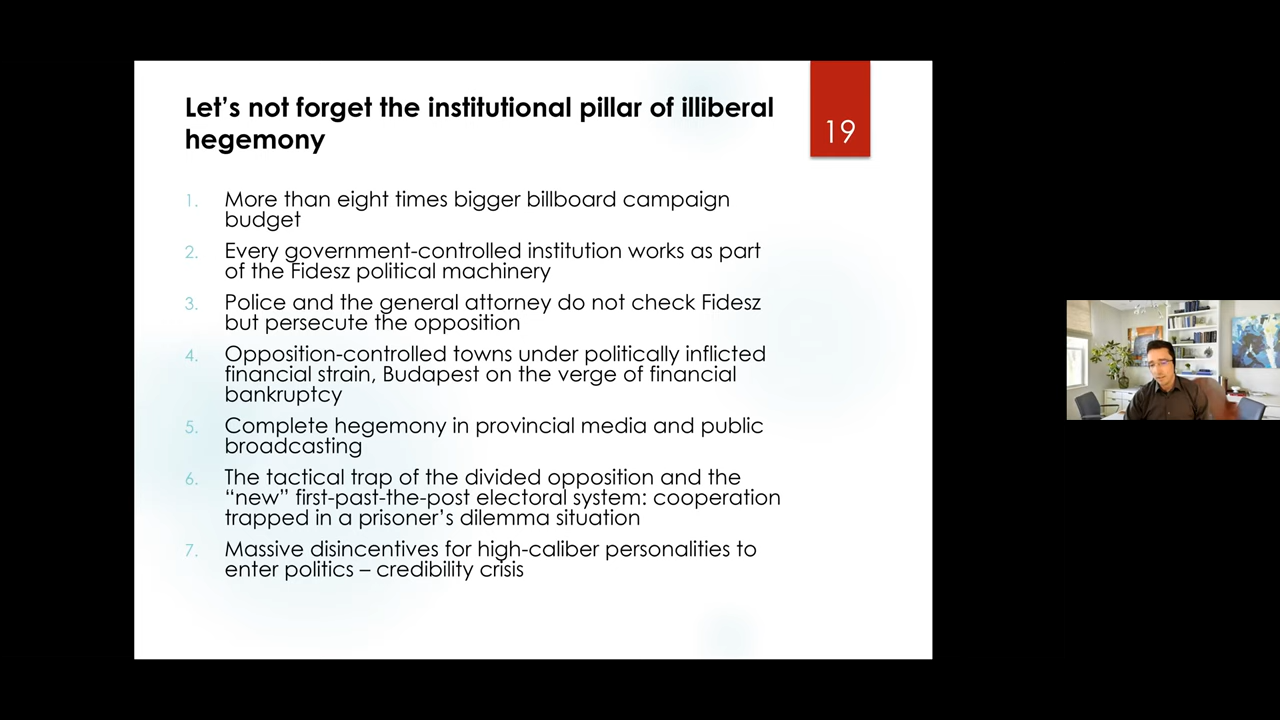 Let’s not forget the institutional pillar of illiberal
hegemony
19
1. More than eight times bigger billboard campaign
budget
2. Every government-controlled institution works as part
of the Fidesz political machinery
3. Police and the general attorney do not check Fidesz
but persecute the opposition
4. Opposition-controlled towns under politically inflicted
financial strain, Budapest on the verge of financial
bankruptcy
5. Complete hegemony in provincial media and public
broadcasting
6. The tactical trap of the divided opposition and the
“new” first-past-the-post electoral system: cooperation
trapped in a prisoner’s dilemma situation
7. Massive disincentives for high-caliber personalities to
enter politics – credibility crisis